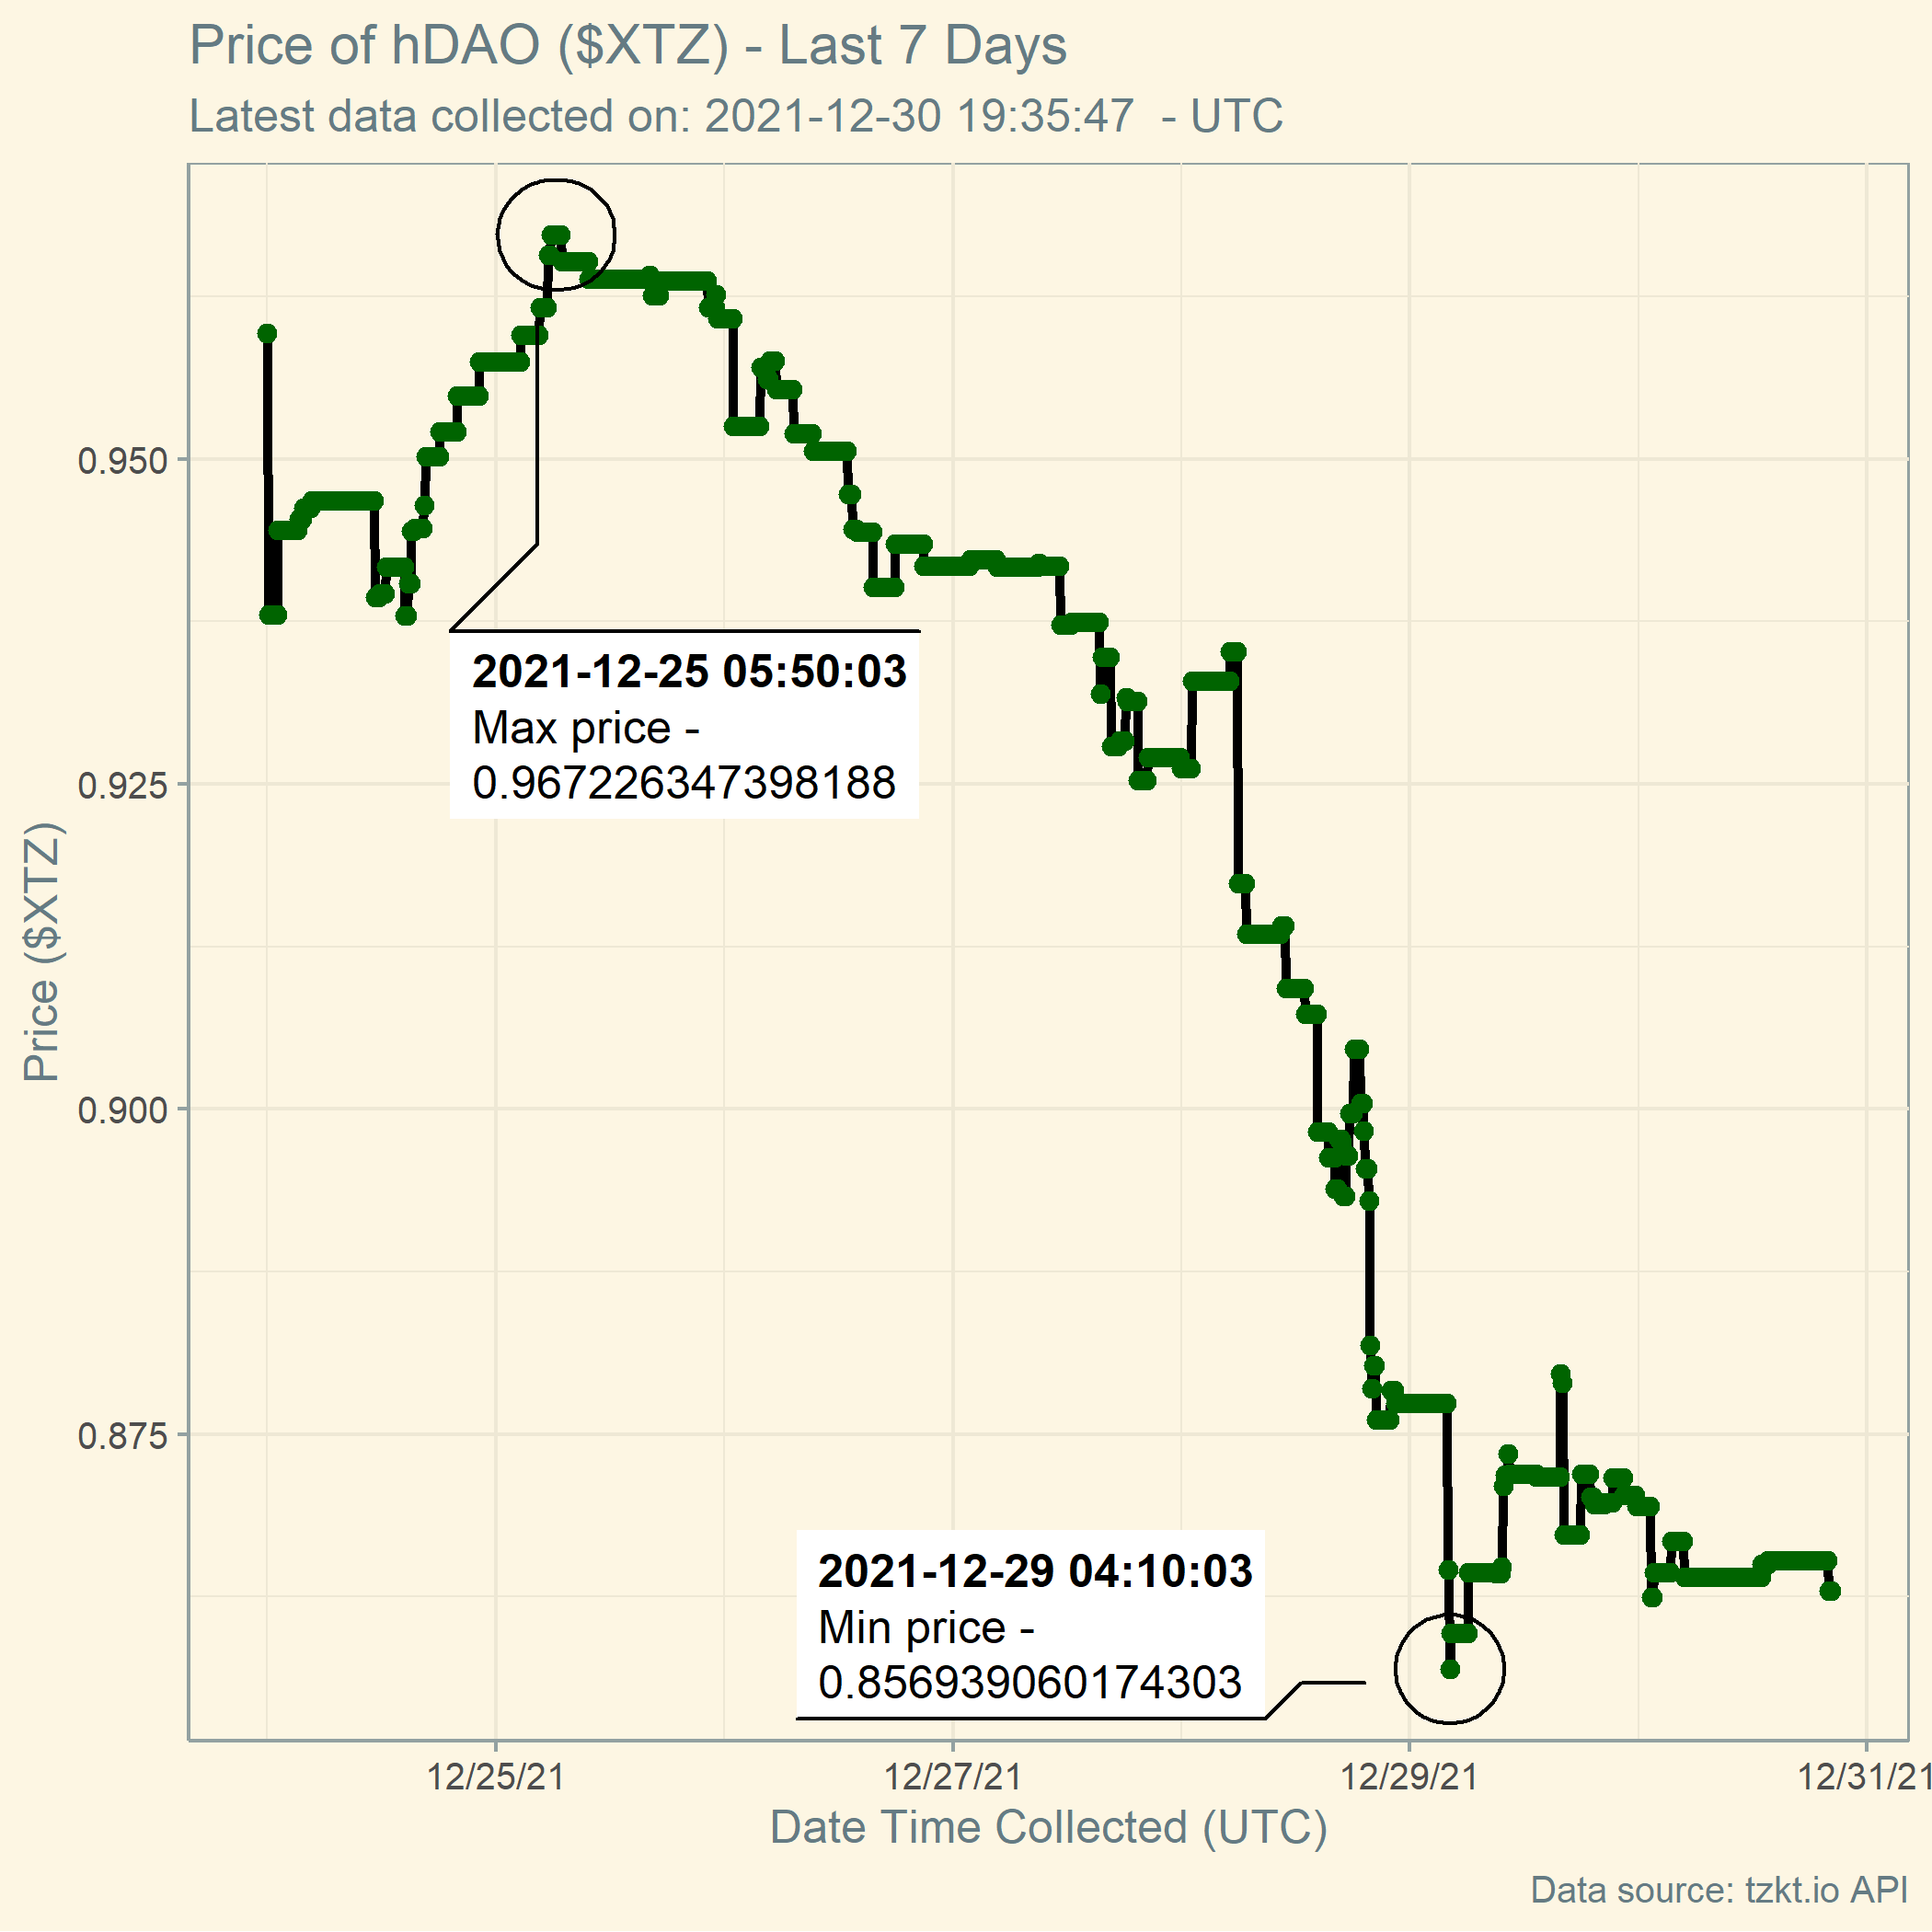 Price of hDAO ($XTZ) - Last 7 Days
Latest data collected on: 2021-12-30 19:35:47  - UTC
Price ($XTZ)
0.950
0.925
0.900
0.875
2021-12-25 05:50:03
Max price -
0.967226347398188
2021-12-29 04:10:03
Min price -
0.856939060174303
12/25/21
12/27/21
12/29/21
12/31/21
Date Time Collected (UTC)
Data source: tzkt.io API